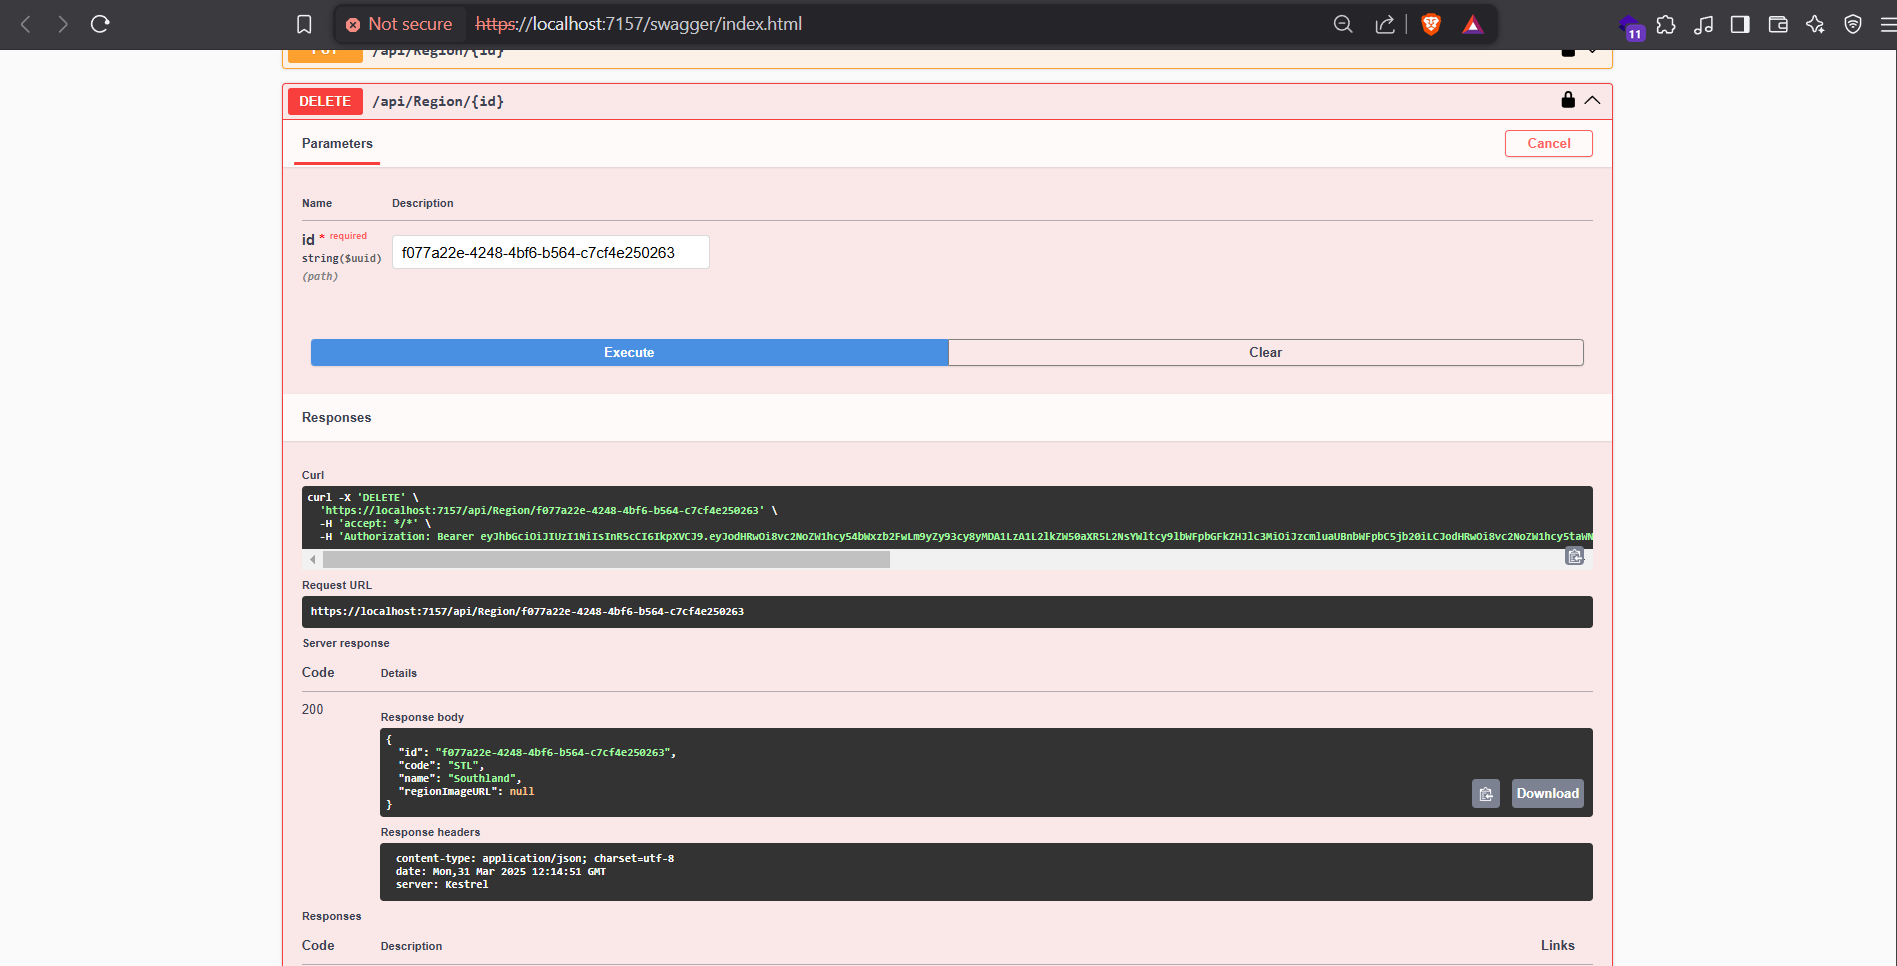 Not secure https://localhost:7157/swagger/index.html
11
PUT /api/Region/{id}
DELETE /api/Region/{id}
Parameters
Cancel
Name Description
id * required
string($uuid)
(path)
f077a22e-4248-4bf6-b564-c7cf4e250263
Execute Clear
Responses
Curl
curl -X 'DELETE' \
'https://localhost:7157/api/Region/f077a22e-4248-4bf6-b564-c7cf4e250263' \
-H 'accept: */*' \
-H 'Authorization: Bearer eyJhbGciOiJIUzI1NiIsInR5cCI6IkpXVCJ9.eyJodHRwOi8vc2NoZW1hcy54bWxzb2FwLm9yZy93cy8yMDA1LzA1L2lkZW50aXR5L2NsYWltcy9lbWFpbGFkZHJlc3MiOiJzcmluaUBnbWFpbC5jb20iLCJodHRwOi8vc2NoZW1hcy5taWN
Request URL
https://localhost:7157/api/Region/f077a22e-4248-4bf6-b564-c7cf4e250263
Server response
Code Details
200
Response body
{
"id": "f077a22e-4248-4bf6-b564-c7cf4e250263",
"code": "STL",
"name": "Southland",
"regionImageURL": null
}
Download
Response headers
content-type: application/json; charset=utf-8
date: Mon,31 Mar 2025 12:14:51 GMT
server: Kestrel
Responses
Code Description Links